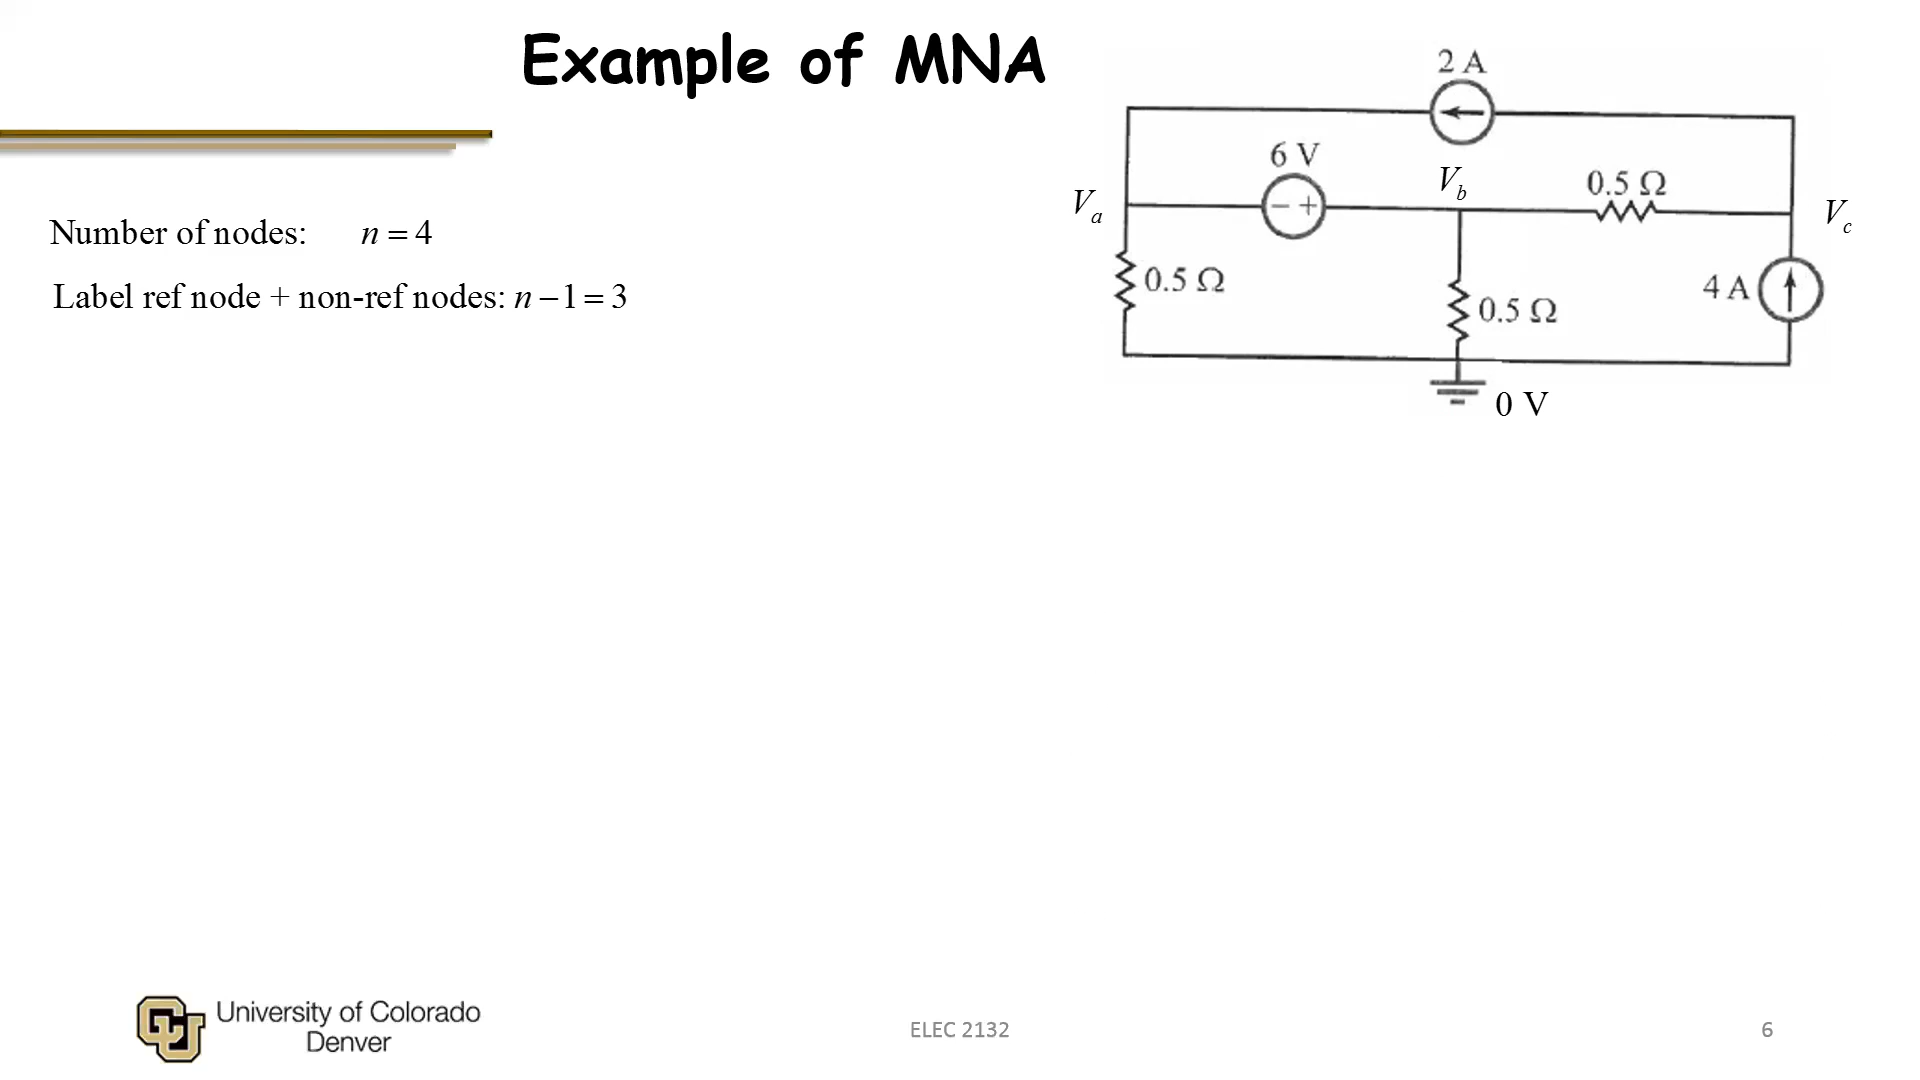 Example of MNA
Number of nodes: n = 4
Label ref node + non-ref nodes: n − 1 = 3
2 A
6 V
− +
V_a
V_b
0.5 Ω
V_c
0.5 Ω
0.5 Ω
4 A
0 V
CU
University of Colorado
Denver
ELEC 2132
6